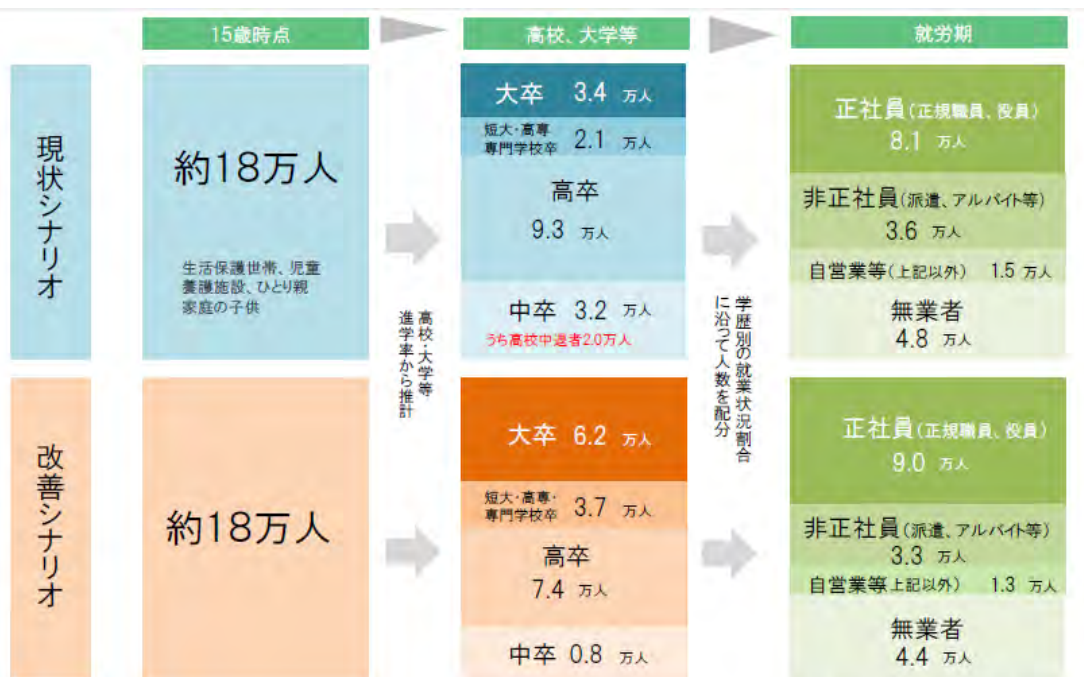 15歳時点
高校、大学等
就労期
現状シナリオ
約18万人
生活保護世帯、児童
養護施設、ひとり親
家庭の子供
高校・大学等
進学率から推計
大卒 3.4 万人
短大・高専
専門学校卒 2.1 万人
高卒
9.3 万人
中卒 3.2 万人
うち高校中退者2.0万人
学歴別の就業状況割合
に沿って人数を配分
正社員(正規職員、役員)
8.1 万人
非正社員(派遣、アルバイト等)
3.6 万人
自営業等(上記以外) 1.5 万人
無業者
4.8 万人
改善シナリオ
約18万人
大卒 6.2 万人
短大・高専・
専門学校卒 3.7 万人
高卒
7.4 万人
中卒 0.8 万人
正社員(正規職員、役員)
9.0 万人
非正社員(派遣、アルバイト等)
3.3 万人
自営業等上記以外) 1.3 万人
無業者
4.4 万人